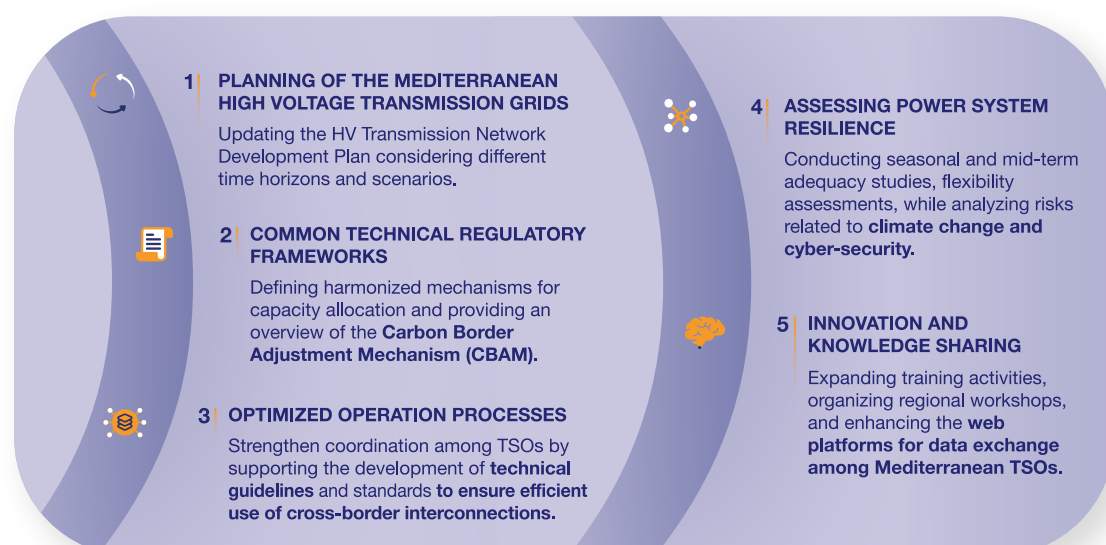 1 PLANNING OF THE MEDITERRANEAN
HIGH VOLTAGE TRANSMISSION GRIDS
Updating the HV Transmission Network
Development Plan considering different
time horizons and scenarios.
2 COMMON TECHNICAL REGULATORY
FRAMEWORKS
Defining harmonized mechanisms for
capacity allocation and providing an
overview of the Carbon Border
Adjustment Mechanism (CBAM).
3 OPTIMIZED OPERATION PROCESSES
Strengthen coordination among TSOs by
supporting the development of technical
guidelines and standards to ensure efficient
use of cross-border interconnections.
4 ASSESSING POWER SYSTEM
RESILIENCE
Conducting seasonal and mid-term
adequacy studies, flexibility
assessments, while analyzing risks
related to climate change and
cyber-security.
5 INNOVATION AND
KNOWLEDGE SHARING
Expanding training activities,
organizing regional workshops,
and enhancing the web
platforms for data exchange
among Mediterranean TSOs.